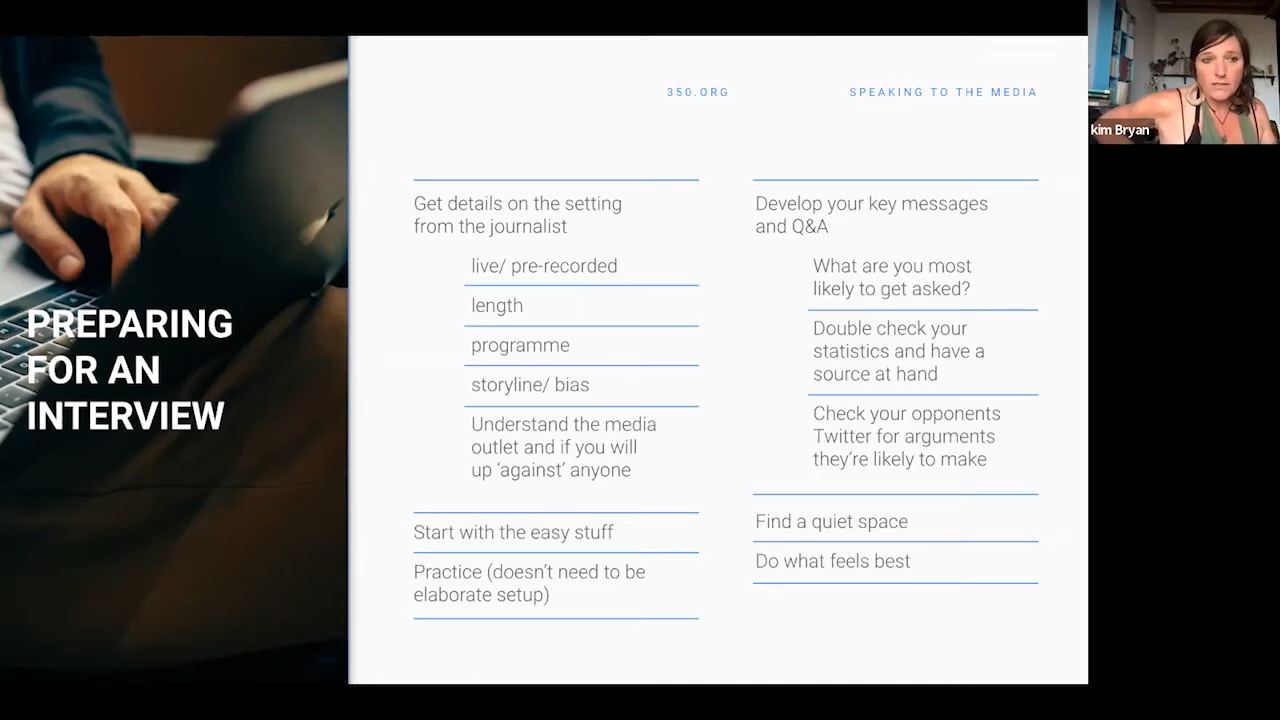 350.ORG
SPEAKING TO THE MEDIA
kim Bryan
PREPARING
FOR AN
INTERVIEW
Get details on the setting
from the journalist
live/ pre-recorded
length
programme
storyline/ bias
Understand the media
outlet and if you will
up ‘against’ anyone
Start with the easy stuff
Practice (doesn’t need to be
elaborate setup)
Develop your key messages
and Q&A
What are you most
likely to get asked?
Double check your
statistics and have a
source at hand
Check your opponents
Twitter for arguments
they’re likely to make
Find a quiet space
Do what feels best